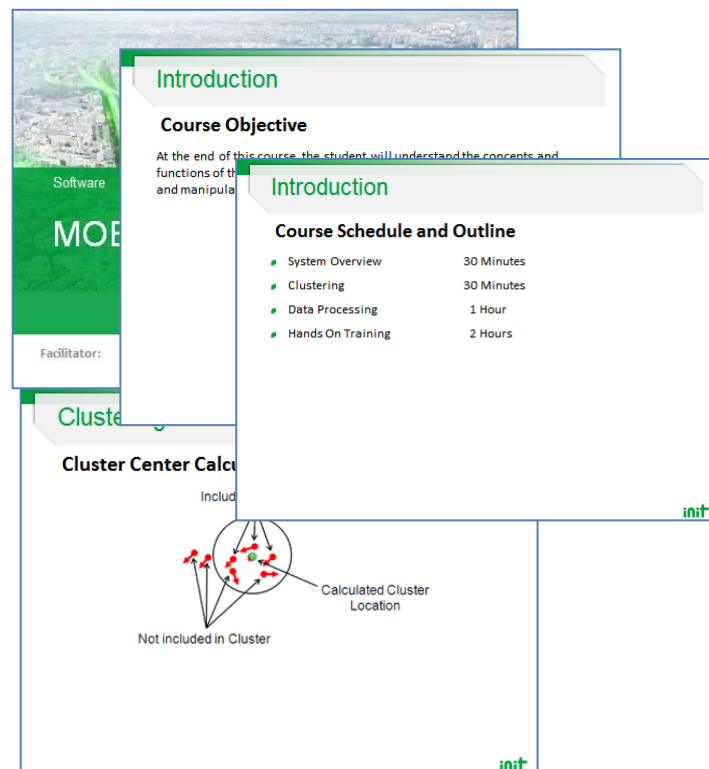 Software
MOB
Facilitator:
Introduction
Course Objective
At the end of this course, the student will understand the concepts and
functions of th
and manipula
Introduction
Course Schedule and Outline
System Overview 30 Minutes
Clustering 30 Minutes
Data Processing 1 Hour
Hands On Training 2 Hours
init
Cluste
Cluster Center Calcu
Includ
Calculated Cluster
Location
Not included in Cluster
init